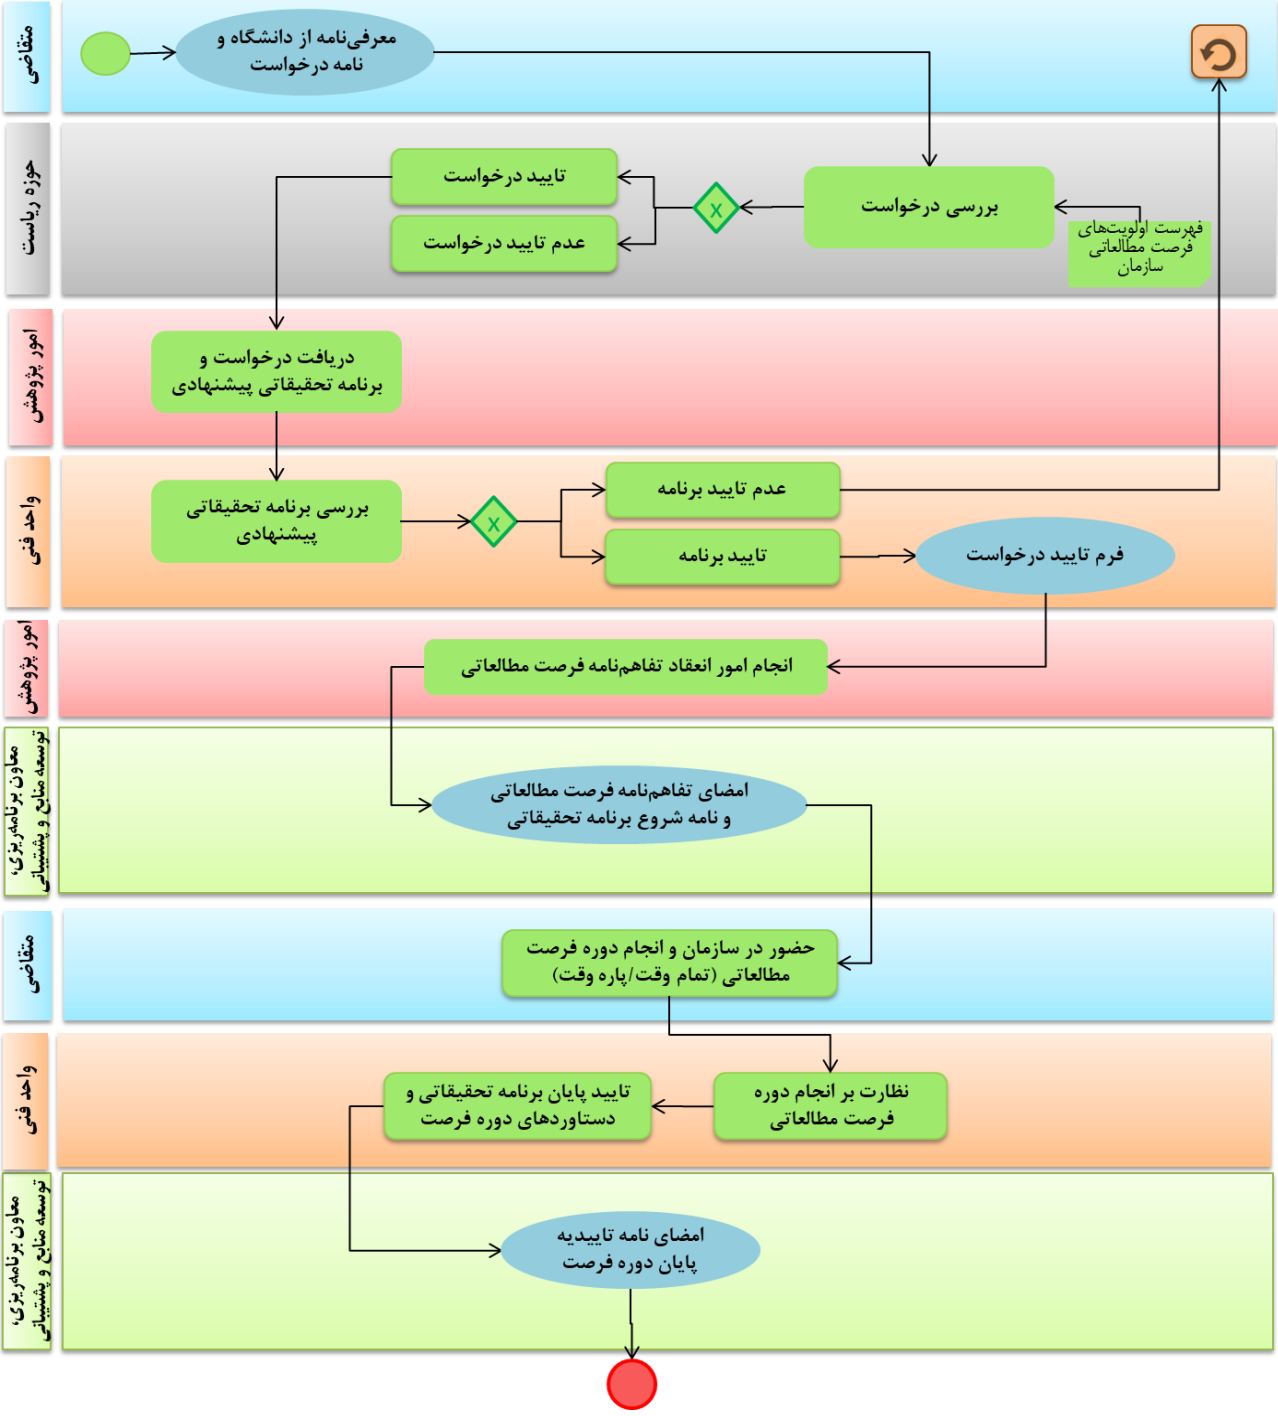 متقاضی
معرفی‌نامه از دانشگاه و
نامه درخواست
حوزه ریاست
بررسی درخواست
فهرست اولویت‌های
فرصت مطالعاتی
سازمان
X
تایید درخواست
عدم تایید درخواست
امور پژوهش
دریافت درخواست و
برنامه تحقیقاتی پیشنهادی
واحد فنی
بررسی برنامه تحقیقاتی
پیشنهادی
X
عدم تایید برنامه
تایید برنامه
فرم تایید درخواست
امور پژوهش
انجام امور انعقاد تفاهم‌نامه فرصت مطالعاتی
معاون برنامه‌ریزی،
توسعه منابع و پشتیبانی
امضای تفاهم‌نامه فرصت مطالعاتی
و نامه شروع برنامه تحقیقاتی
متقاضی
حضور در سازمان و انجام دوره فرصت
مطالعاتی (تمام وقت/پاره وقت)
واحد فنی
نظارت بر انجام دوره
فرصت مطالعاتی
تایید پایان برنامه تحقیقاتی و
دستاوردهای دوره فرصت
معاون برنامه‌ریزی،
توسعه منابع و پشتیبانی
امضای نامه تاییدیه
پایان دوره فرصت